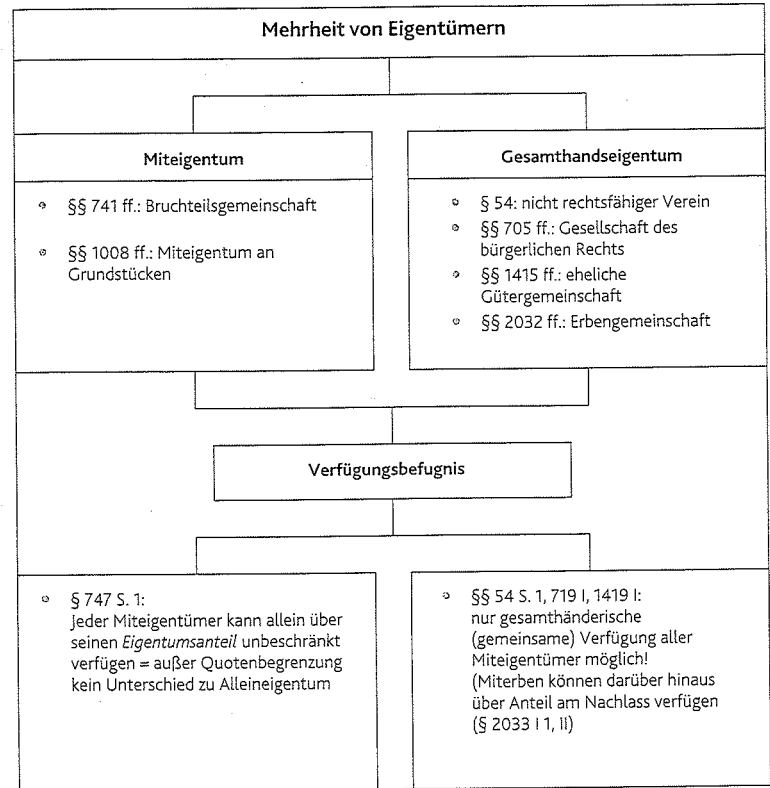 Mehrheit von Eigentümern
Miteigentum
§§ 741 ff.: Bruchteilsgemeinschaft
§§ 1008 ff.: Miteigentum an
Grundstücken
Gesamthandseigentum
§ 54: nicht rechtsfähiger Verein
§§ 705 ff.: Gesellschaft des
bürgerlichen Rechts
§§ 1415 ff.: eheliche
Gütergemeinschaft
§§ 2032 ff.: Erbengemeinschaft
Verfügungsbefugnis
§ 747 S. 1:
jeder Miteigentümer kann allein über
seinen Eigentumsanteil unbeschränkt
verfügen = außer Quotenbegrenzung
kein Unterschied zu Alleineigentum
§§ 54 S. 1, 719 I, 1419 I:
nur gesamthänderische
(gemeinsame) Verfügung aller
Miteigentümer möglich!
(Miterben können darüber hinaus
über Anteil am Nachlass verfügen
(§ 2033 I 1, II)